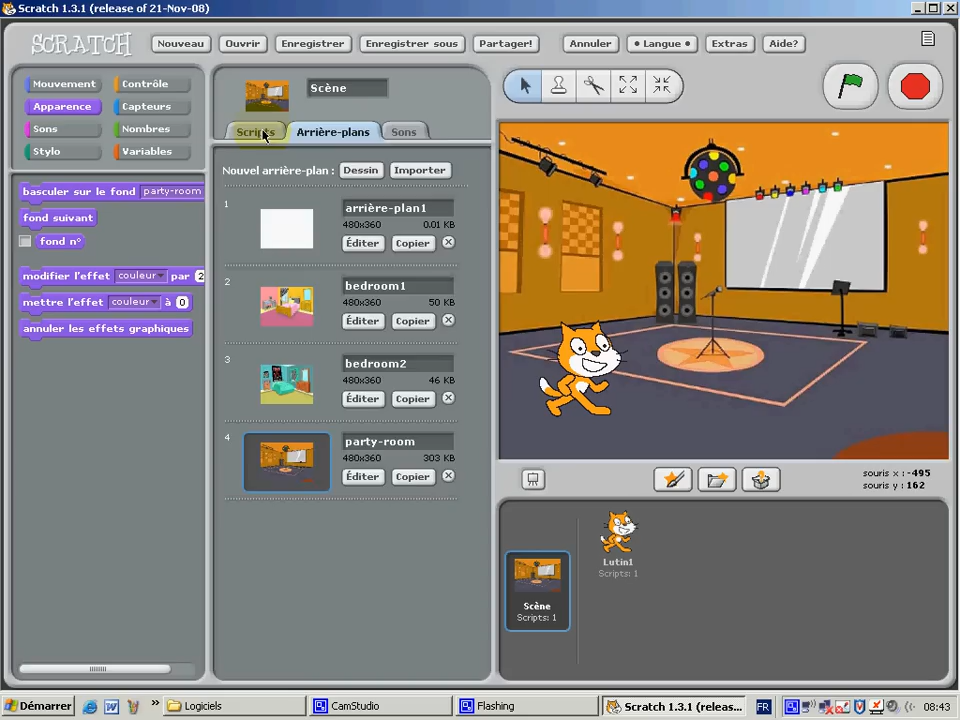 Scratch 1.3.1 (release of 21-Nov-08)
SCRATCH
Nouveau
Ouvrir
Enregistrer
Enregistrer sous
Partager!
Annuler
• Langue •
Extras
Aide?
Mouvement
Contrôle
Apparence
Capteurs
Sons
Nombres
Stylo
Variables
basculer sur le fond party-room
fond suivant
fond n°
modifier l'effet couleur par 2
mettre l'effet couleur à 0
annuler les effets graphiques
Scène
Scripts
Arrière-plans
Sons
Nouvel arrière-plan :
Dessin
Importer
1
arrière-plan1
480x360 0.01 KB
Éditer
Copier
2
bedroom1
480x360 50 KB
Éditer
Copier
3
bedroom2
480x360 46 KB
Éditer
Copier
4
party-room
480x360 303 KB
Éditer
Copier
souris x : -495
souris y : 162
Lutin1
Scripts: 1
Scène
Scripts: 1
Démarrer
»
Logiciels
CamStudio
Flashing
Scratch 1.3.1 (releas...
FR
08:43